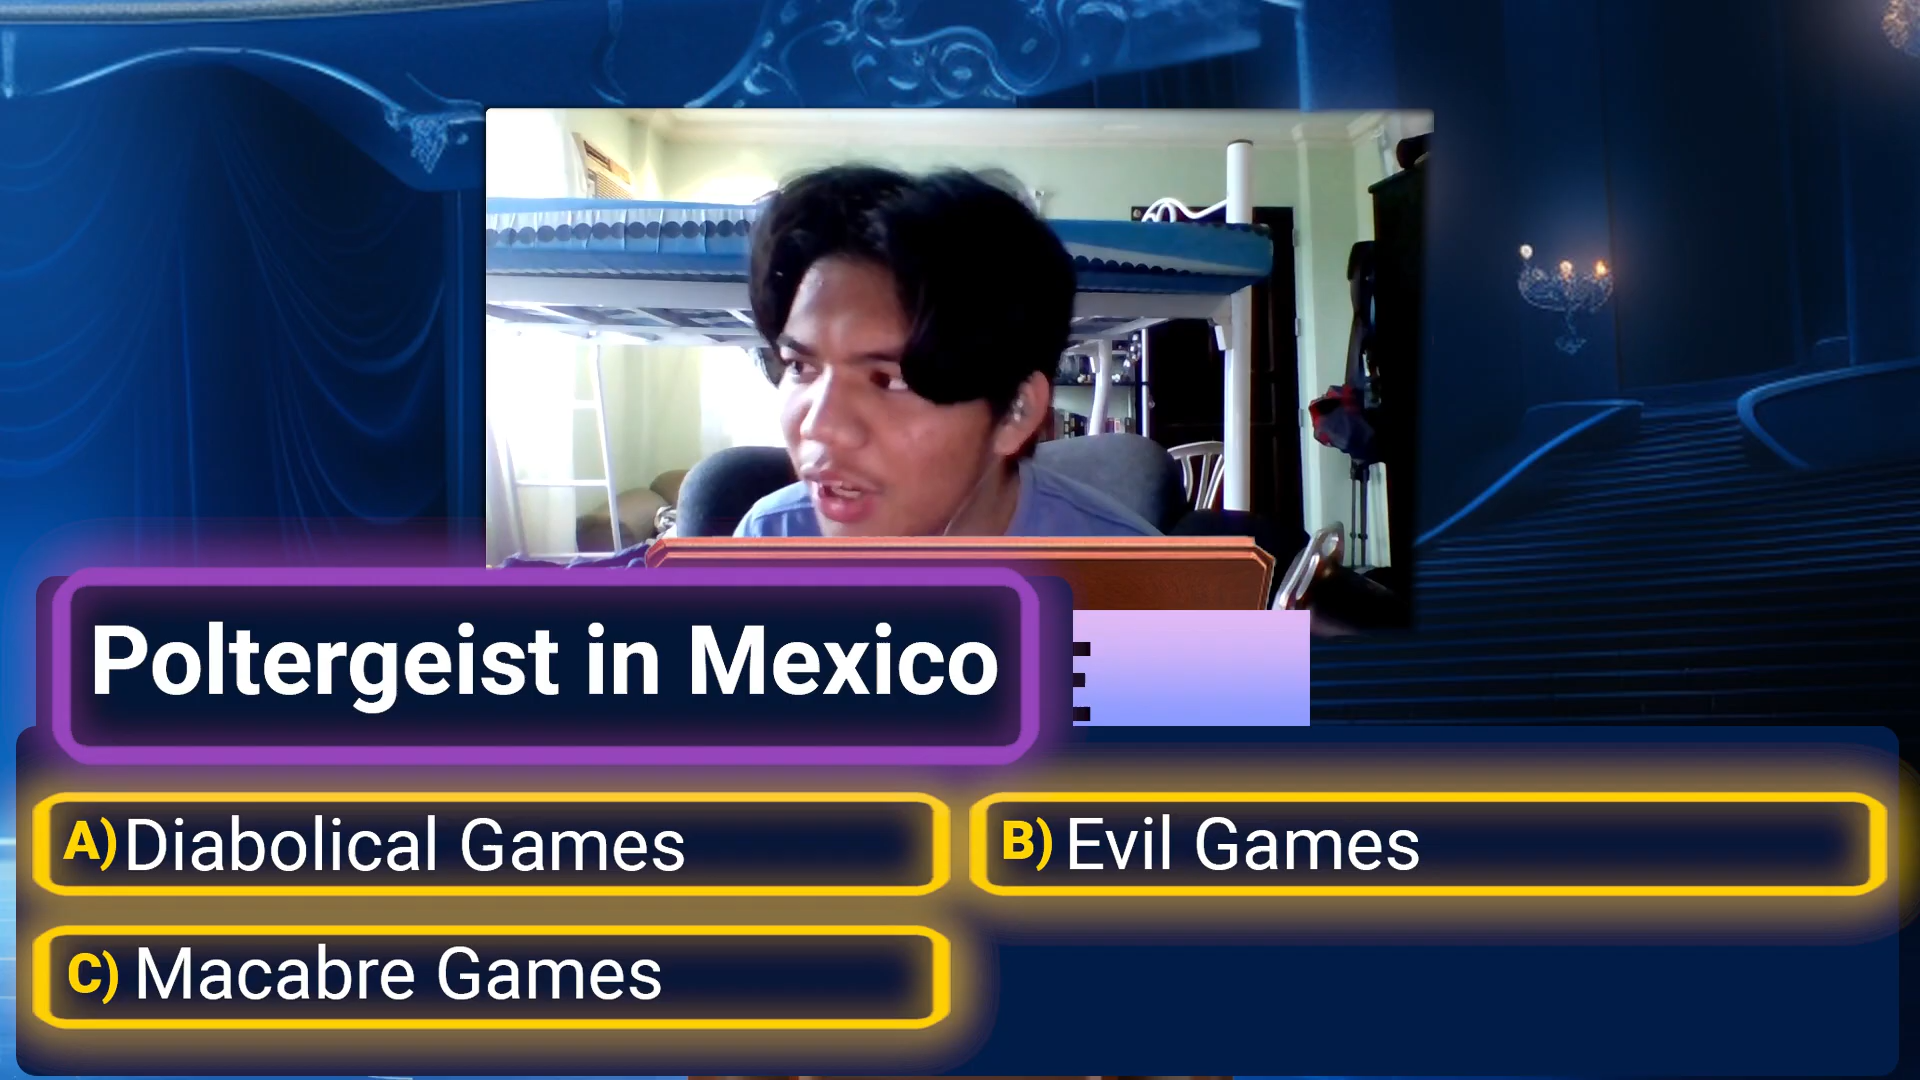 Poltergeist in Mexico
E
A) Diabolical Games
B) Evil Games
C) Macabre Games